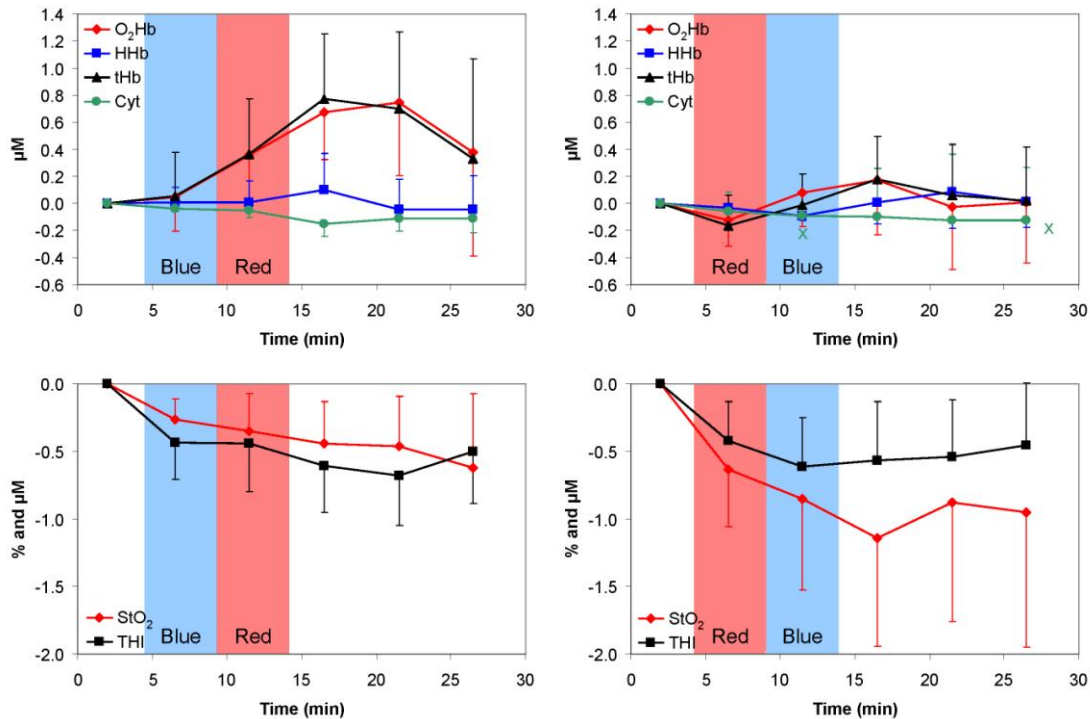 1.4
1.2
1.0
0.8
0.6
0.4
0.2
0.0
-0.2
-0.4
-0.6
µM
O₂Hb
HHb
tHb
Cyt
Blue Red
0 5 10 15 20 25 30
Time (min)
1.4
1.2
1.0
0.8
0.6
0.4
0.2
0.0
-0.2
-0.4
-0.6
µM
O₂Hb
HHb
tHb
Cyt
X
X
Red Blue
0 5 10 15 20 25 30
Time (min)
0.0
-0.5
-1.0
-1.5
-2.0
% and µM
StO₂
THI
Blue Red
0 5 10 15 20 25 30
Time (min)
0.0
-0.5
-1.0
-1.5
-2.0
% and µM
StO₂
THI
Red Blue
0 5 10 15 20 25 30
Time (min)